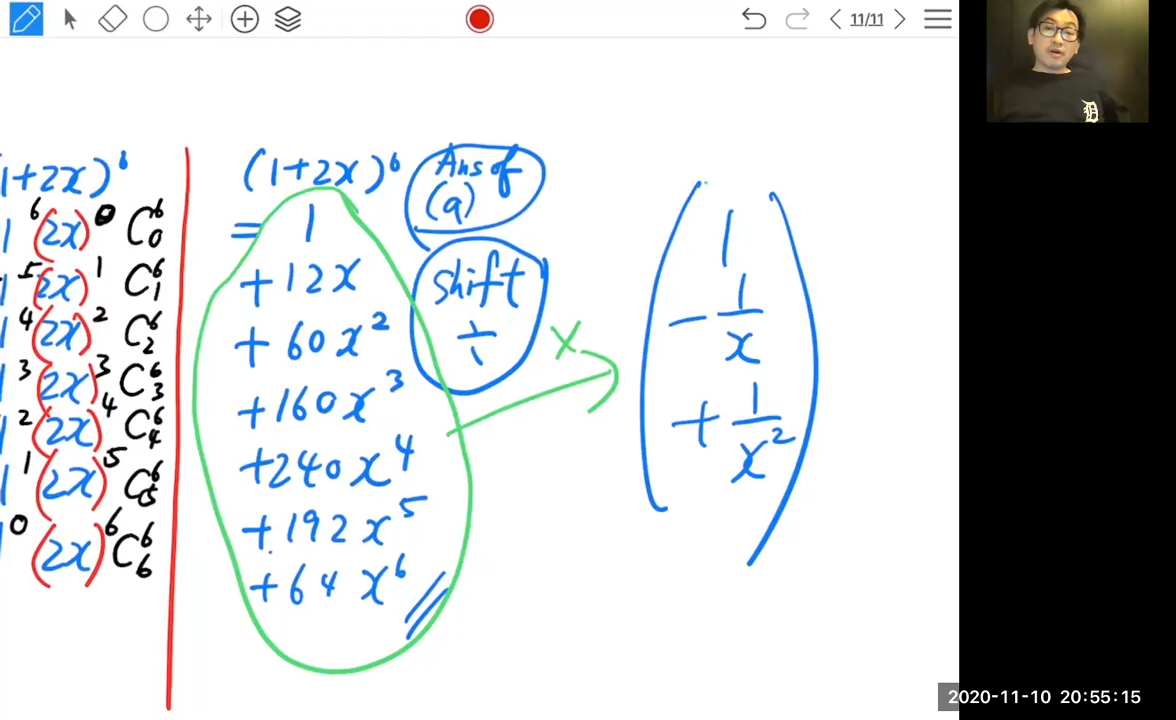 11/11
1+2x)⁶
1⁶(2x)⁰ C⁶₀
1⁵(2x)¹ C⁶₁
1⁴(2x)² C⁶₂
1³(2x)³ C⁶₃
1²(2x)⁴ C⁶₄
1¹(2x)⁵ C⁶₅
1⁰(2x)⁶ C⁶₆
(1+2x)⁶
= 1
+12x
+60x²
+160x³
+240x⁴
+192x⁵
+64x⁶
Ans of
(a)
Shift
÷
×
(1
-1/x
+1/x²)
D
2020-11-10 20:55:15